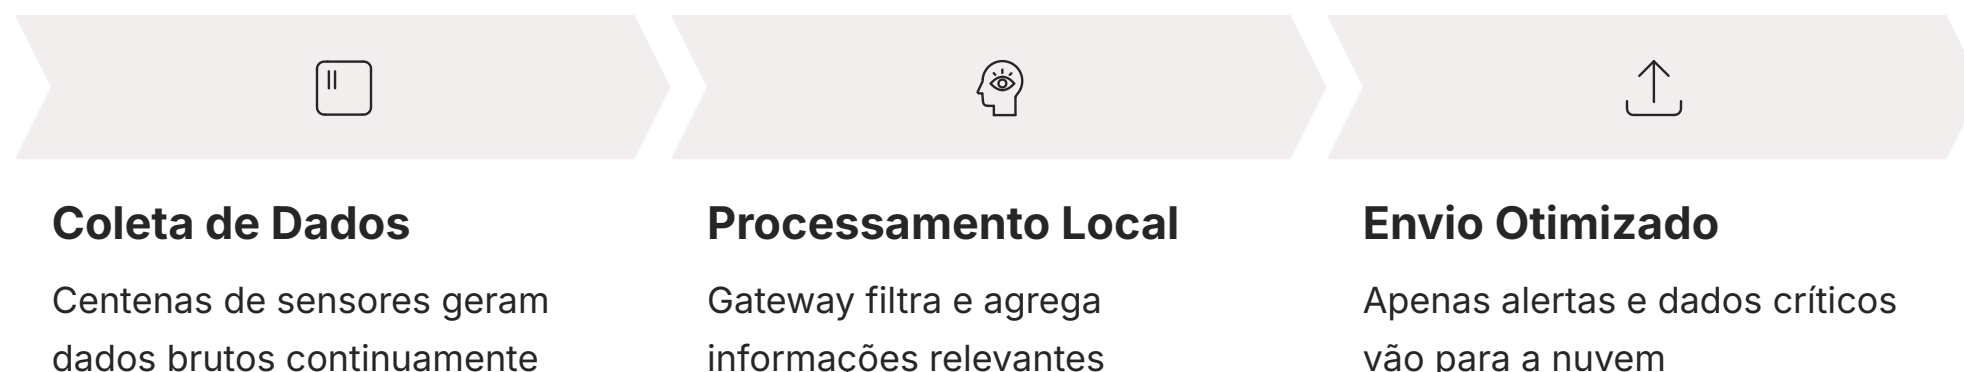 Coleta de Dados
Centenas de sensores geram
dados brutos continuamente
Processamento Local
Gateway filtra e agrega
informações relevantes
Envio Otimizado
Apenas alertas e dados críticos
vão para a nuvem